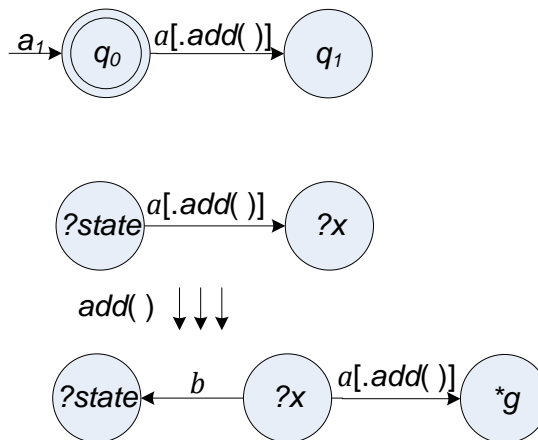 a1 q0 a[.add( )] q1
?state a[.add( )] ?x
add( )
?state b ?x a[.add( )] *g